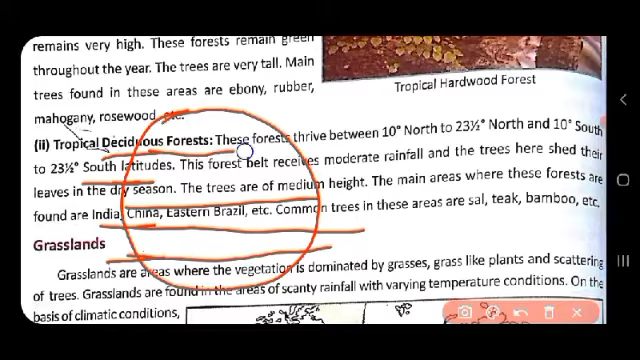 remains very high. These forests remain green
throughout the year. The trees are very tall. Main
trees found in these areas are ebony, rubber,
mahogany, rosewood etc.
Tropical Hardwood Forest
(ii) Tropical Deciduous Forests: These forests thrive between 10° North to 23½° North and 10° South
to 23½° South latitudes. This forest belt receives moderate rainfall and the trees here shed their
leaves in the dry season. The trees are of medium height. The main areas where these forests are
found are India, China, Eastern Brazil, etc. Common trees in these areas are sal, teak, bamboo, etc.
Grasslands
Grasslands are areas where the vegetation is dominated by grasses, grass like plants and scattering
of trees. Grasslands are found in the areas of scanty rainfall with varying temperature conditions. On the
basis of climatic conditions,